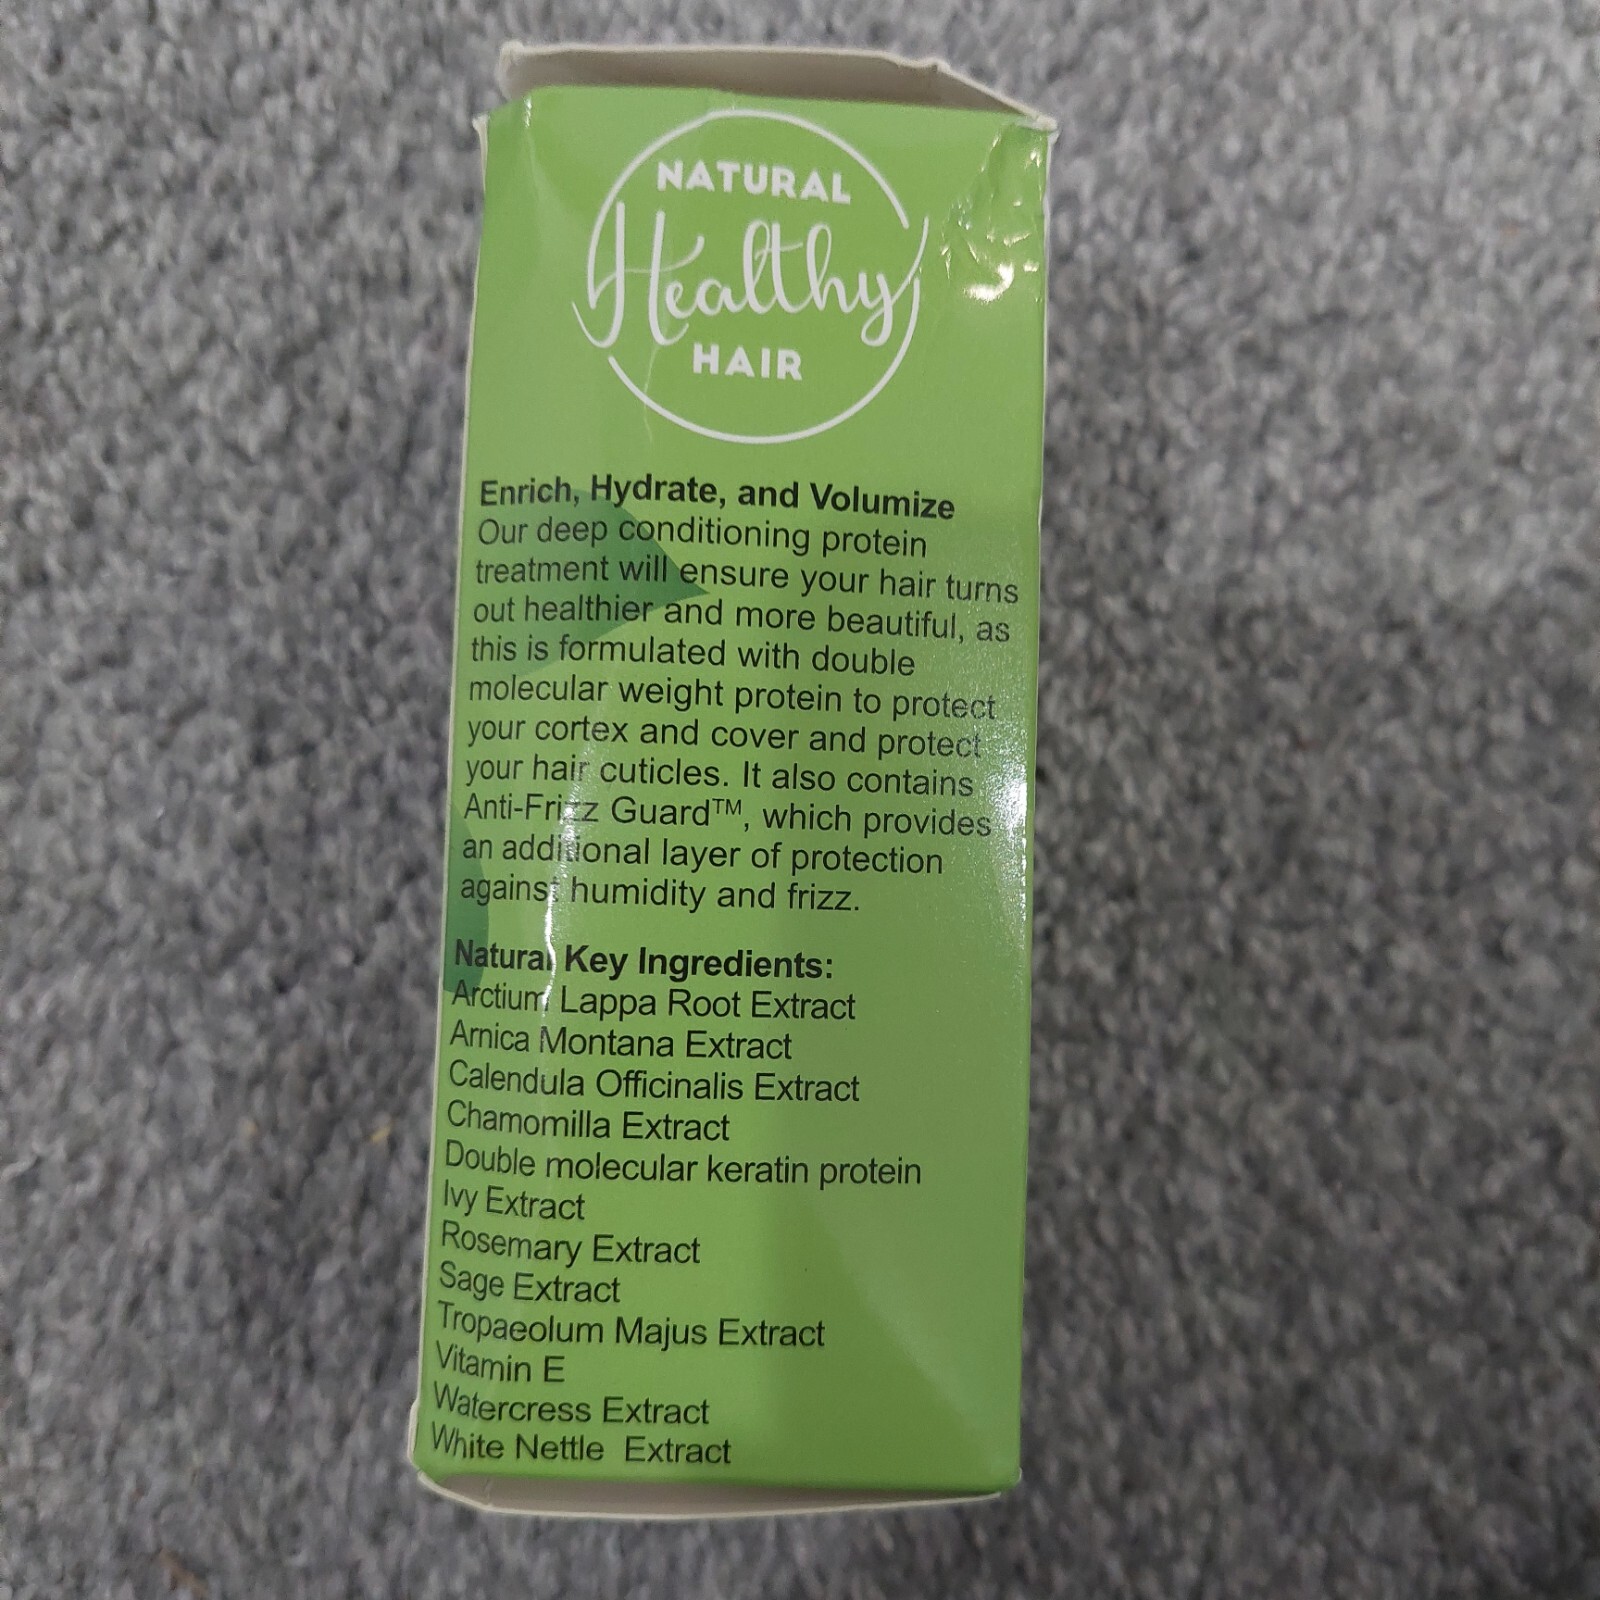 NATURAL
Healthy
HAIR
Enrich, Hydrate, and Volumize
Our deep conditioning protein
treatment will ensure your hair turns
out healthier and more beautiful, as
this is formulated with double
molecular weight protein to protect
your cortex and cover and protect
your hair cuticles. It also contains
Anti-Frizz Guard™, which provides
an additional layer of protection
against humidity and frizz.
Natural Key Ingredients:
Arctium Lappa Root Extract
Arnica Montana Extract
Calendula Officinalis Extract
Chamomilla Extract
Double molecular keratin protein
Ivy Extract
Rosemary Extract
Sage Extract
Tropaeolum Majus Extract
Vitamin E
Watercress Extract
White Nettle Extract